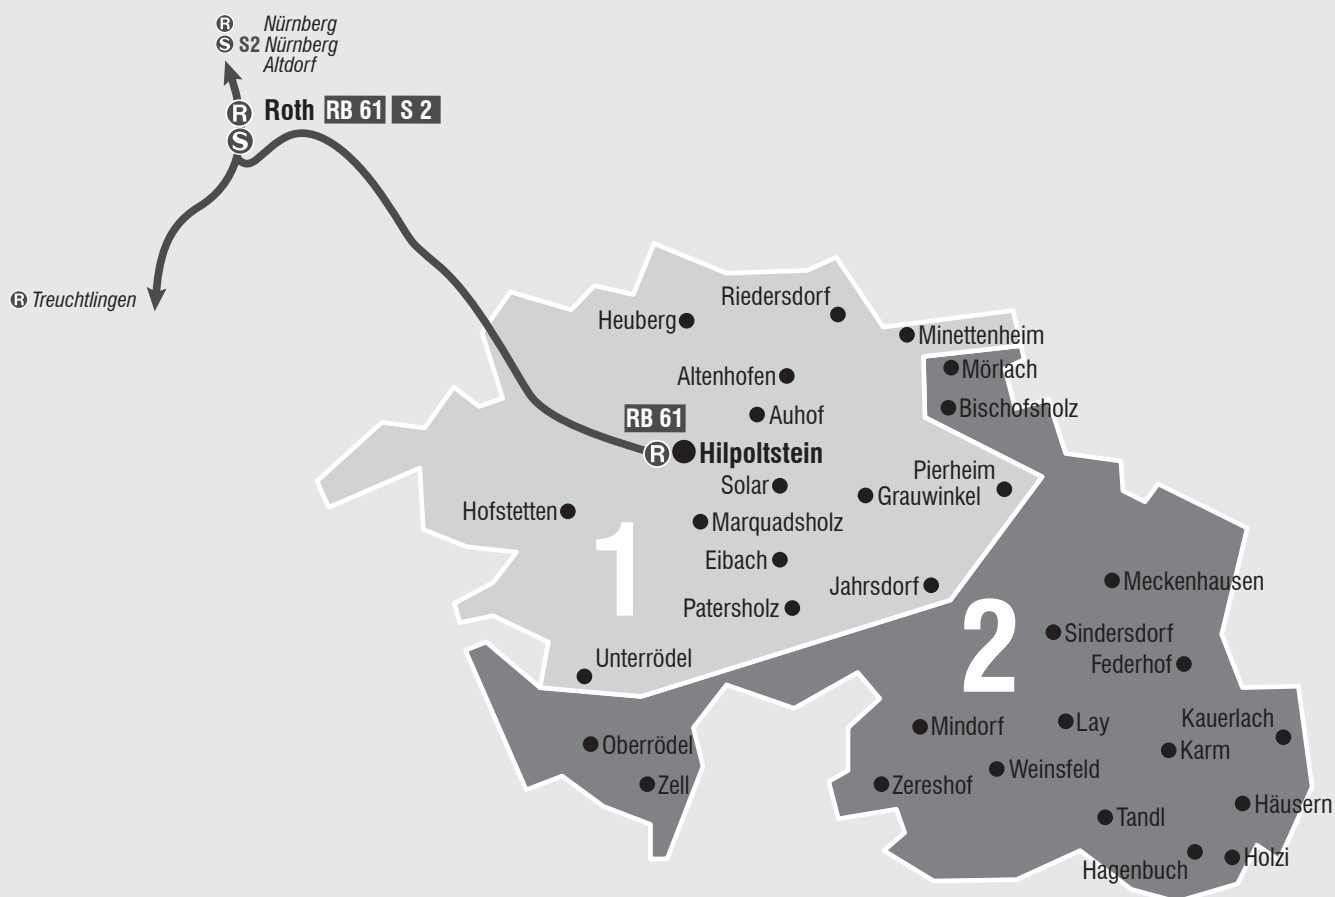 R Nürnberg
S S2 Nürnberg
Altdorf
R Roth RB 61 S 2
S
R Treuchtlingen
Riedersdorf
Heuberg
Minettenheim
Mörlach
Altenhofen
Bischofsholz
Auhof
RB 61
R Hilpoltstein
Pierheim
Solar
Grauwinkel
Hofstetten
Marquadsholz
1
Eibach
Meckenhausen
Jahrsdorf
Patersholz
2
Sindersdorf
Unterrödel
Federhof
Kauerlach
Mindorf
Lay
Oberrödel
Karm
Weinsfeld
Zell
Zereshof
Häusern
Tandl
Holzi
Hagenbuch